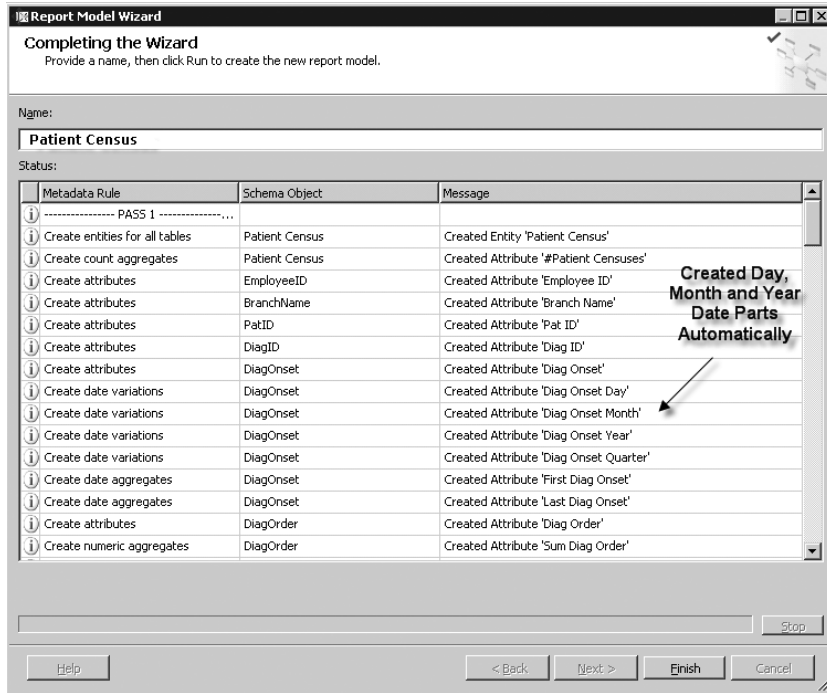 Report Model Wizard
Completing the Wizard
Provide a name, then click Run to create the new report model.
Name:
Patient Census
Status:
Metadata Rule Schema Object Message
---------------- PASS 1 --------------...
Create entities for all tables Patient Census Created Entity 'Patient Census'
Create count aggregates Patient Census Created Attribute '#Patient Censuses'
Create attributes EmployeeID Created Attribute 'Employee ID'
Create attributes BranchName Created Attribute 'Branch Name'
Create attributes PatID Created Attribute 'Pat ID'
Create attributes DiagID Created Attribute 'Diag ID'
Create attributes DiagOnset Created Attribute 'Diag Onset'
Create date variations DiagOnset Created Attribute 'Diag Onset Day'
Create date variations DiagOnset Created Attribute 'Diag Onset Month'
Create date variations DiagOnset Created Attribute 'Diag Onset Year'
Create date variations DiagOnset Created Attribute 'Diag Onset Quarter'
Create date aggregates DiagOnset Created Attribute 'First Diag Onset'
Create date aggregates DiagOnset Created Attribute 'Last Diag Onset'
Create attributes DiagOrder Created Attribute 'Diag Order'
Create numeric aggregates DiagOrder Created Attribute 'Sum Diag Order'
Created Day,
Month and Year
Date Parts
Automatically
Stop
Help < Back Next > Finish Cancel